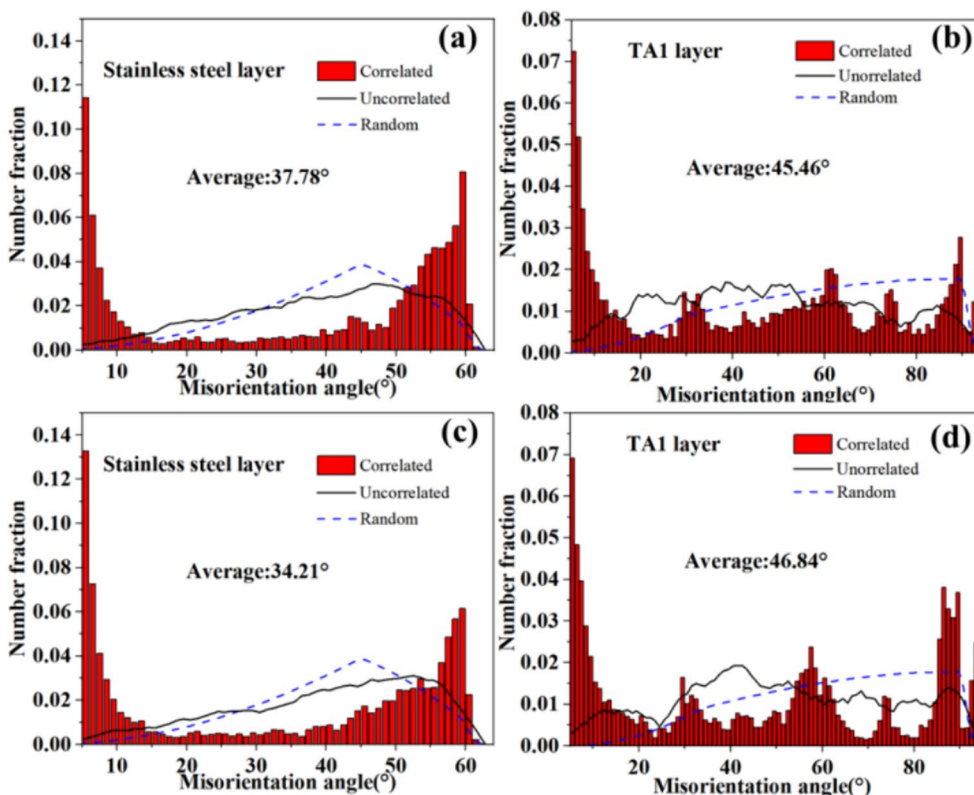 (a)
Stainless steel layer
Correlated
Uncorrelated
Random
Average:37.78°
Number fraction
0.14
0.12
0.10
0.08
0.06
0.04
0.02
0.00
10
20
30
40
50
60
Misorientation angle(°)
(b)
TA1 layer
Correlated
Unorrelated
Random
Average:45.46°
Number fraction
0.08
0.07
0.06
0.05
0.04
0.03
0.02
0.01
0.00
20
40
60
80
Misorientation angle(°)
(c)
Stainless steel layer
Correlated
Uncorrelated
Random
Average:34.21°
Number fraction
0.14
0.12
0.10
0.08
0.06
0.04
0.02
0.00
10
20
30
40
50
60
Misorientation angle(°)
(d)
TA1 layer
Correlated
Unorrelated
Random
Average:46.84°
Number fraction
0.08
0.07
0.06
0.05
0.04
0.03
0.02
0.01
0.00
20
40
60
80
Misorientation angle(°)